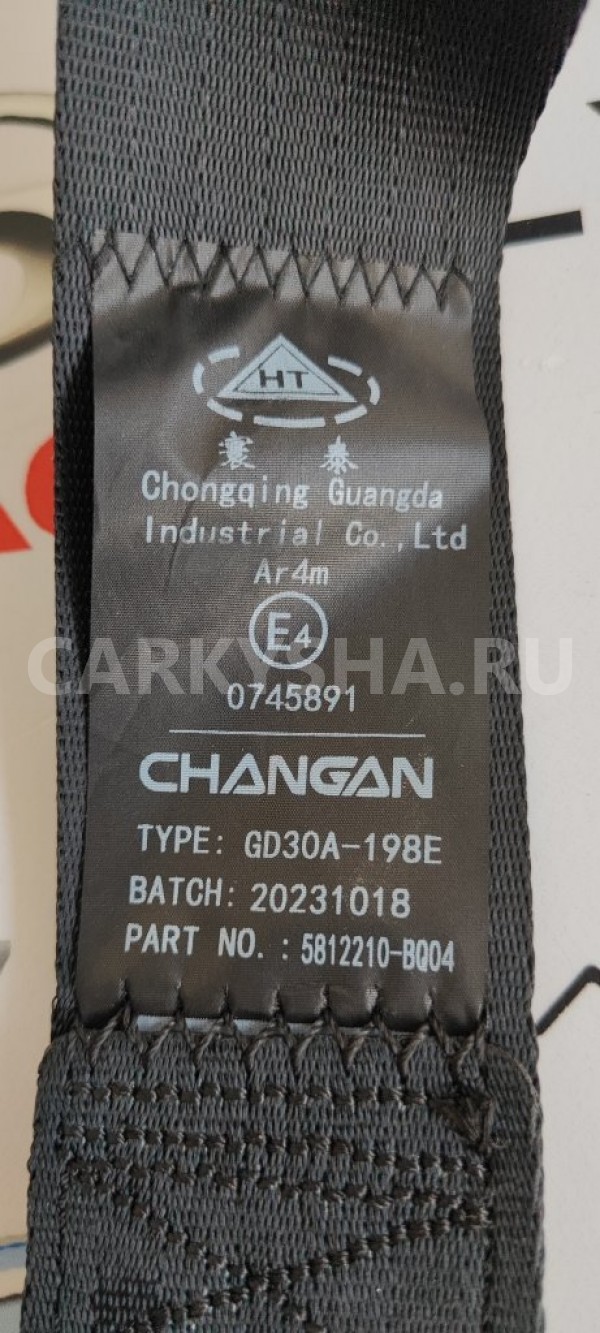 HT
寰 泰
Chongqing Guangda
Industrial Co.,Ltd
Ar4m
E4
CARKYSHA.RU
0745891
CHANGAN
TYPE: GD30A-198E
BATCH: 20231018
PART NO.: 5812210-BQ04